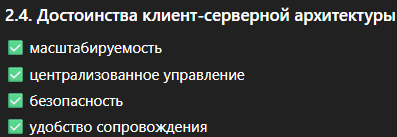 2.4. Достоинства клиент-серверной архитектуры
✅ масштабируемость
✅ централизованное управление
✅ безопасность
✅ удобство сопровождения